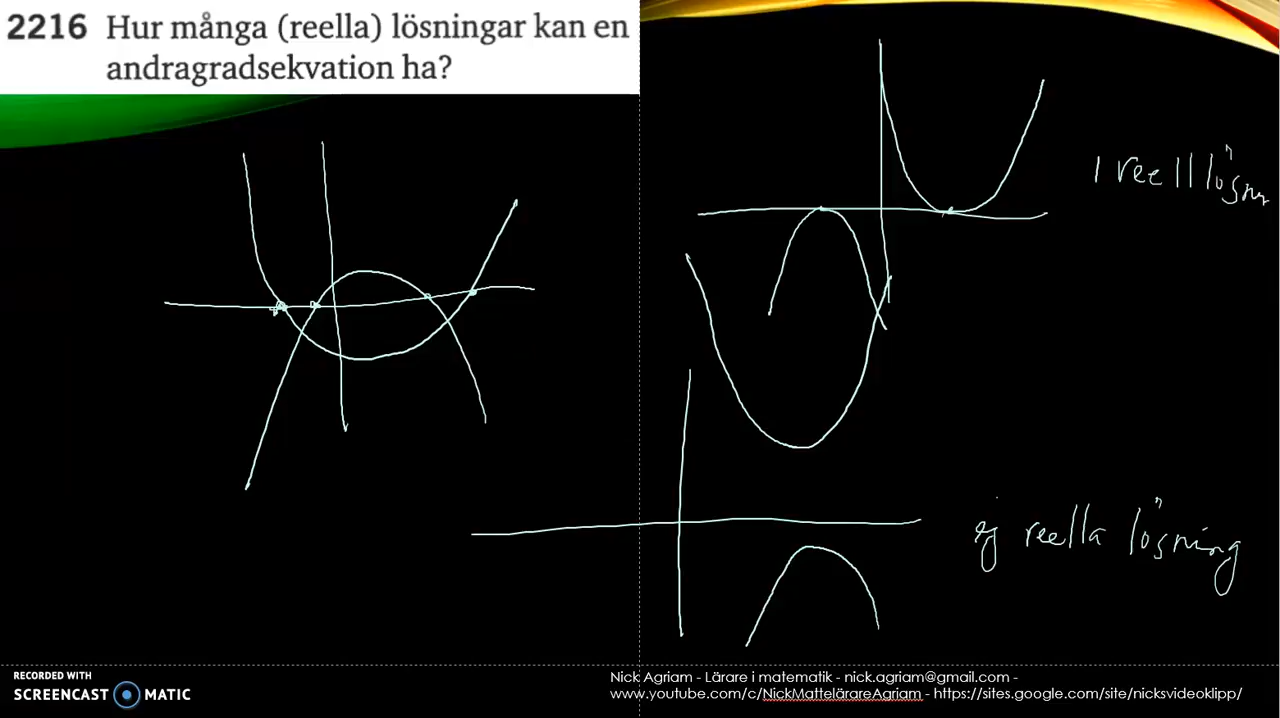 2216 Hur många (reella) lösningar kan en
andragradsekvation ha?
1 reell lösn
ej reella lösning
RECORDED WITH
SCREENCAST MATIC
Nick Agriam - Lärare i matematik - nick.agriam@gmail.com -
www.youtube.com/c/NickMattelärareAgriam - https://sites.google.com/site/nicksvideoklipp/